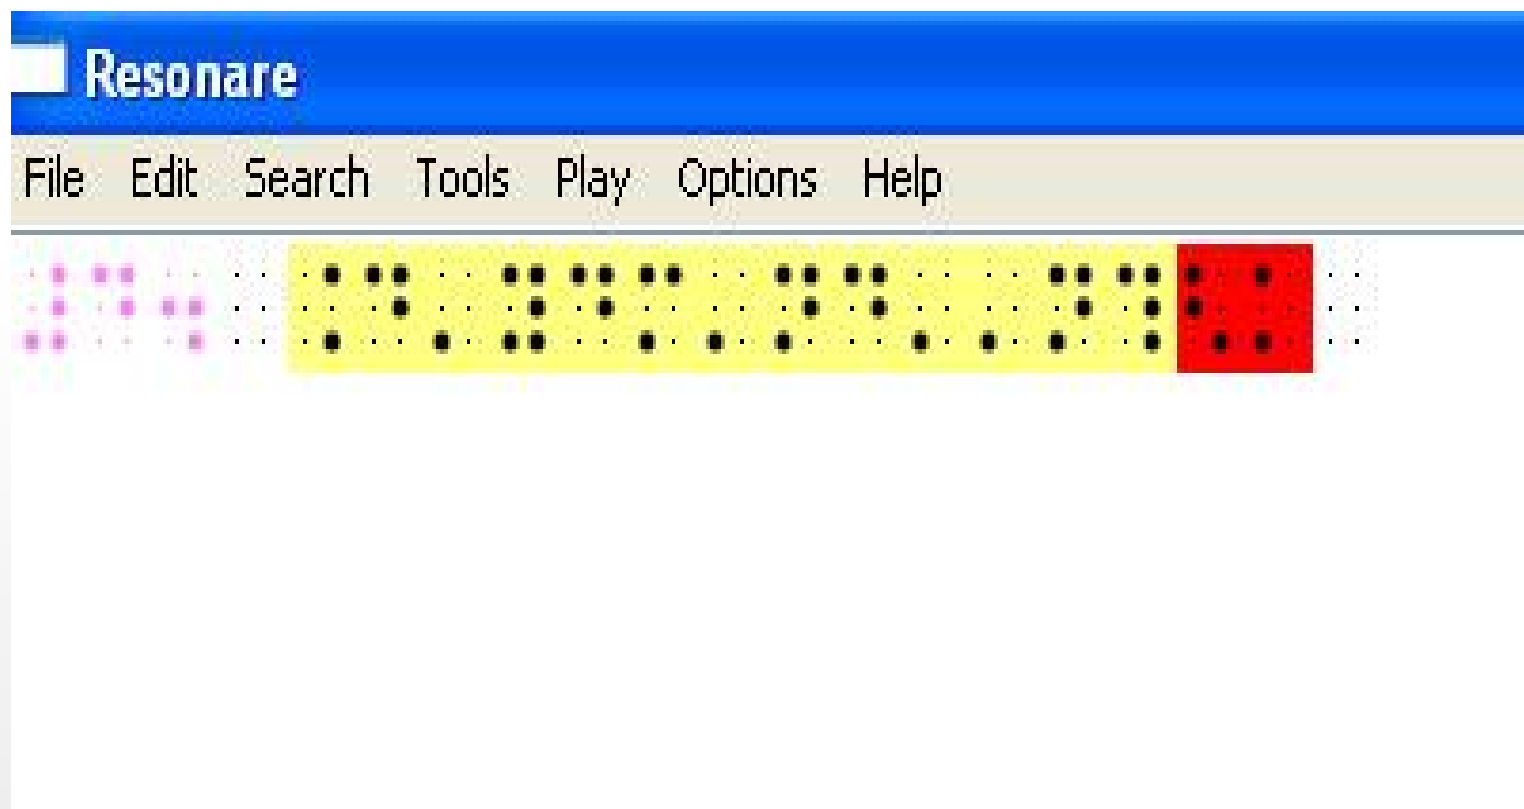 Resonare
File Edit Search Tools Play Options Help
⠼⠙⠲⠀⠨⠙⠄⠽⠙⠍⠄⠝⠙⠄⠄⠝⠹⠣⠅